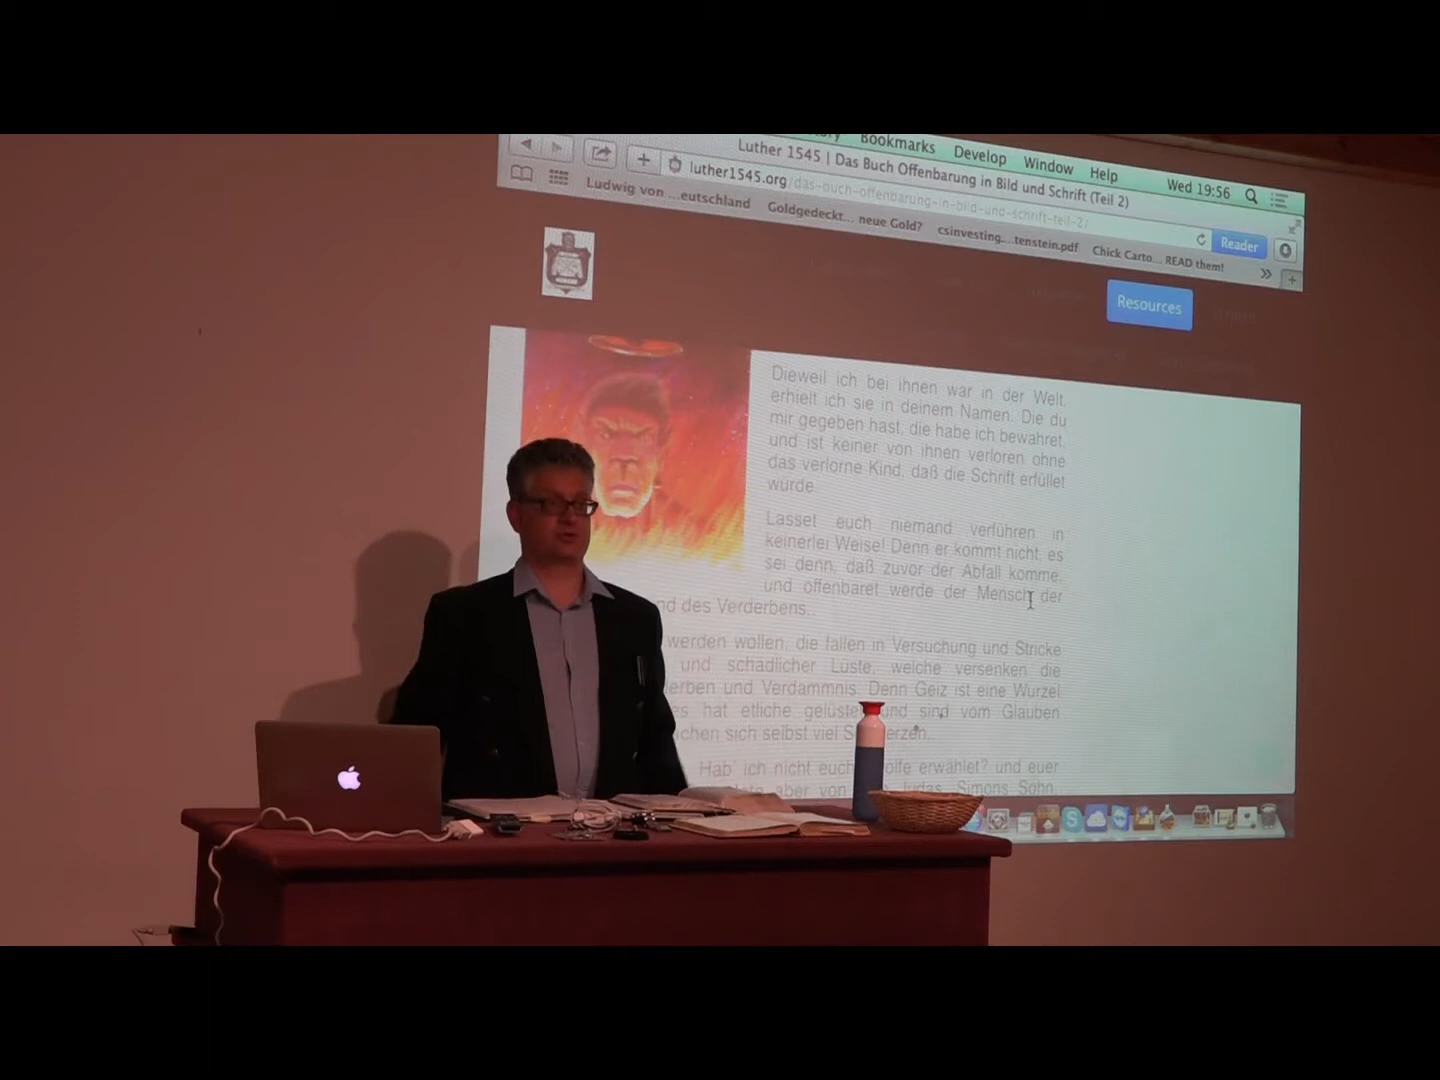 Bookmarks Develop Window Help Wed 19:56
Luther 1545 | Das Buch Offenbarung in Bild und Schrift (Teil 2)
luther1545.org/das-buch-offenbarung-in-bild-und-schrift-teil-2/
Reader
Ludwig von ...eutschland Goldgedeckt... neue Gold? csinvesting...tenstein.pdf Chick Carto... READ them!
Resources
Dieweil ich bei ihnen war in der Welt,
erhielt ich sie in deinem Namen. Die du
mir gegeben hast, die habe ich bewahret,
und ist keiner von ihnen verloren ohne
das verlorne Kind, daß die Schrift erfüllet
würde.
Lasset euch niemand verführen in
keinerlei Weise! Denn er kommt nicht, es
sei denn, daß zuvor der Abfall komme,
und offenbaret werde der Mensch der
des Verderbens..
werden wollen, die fallen in Versuchung und Stricke
und schädlicher Lüste, welche versenken die
und Verdammnis. Denn Geiz ist eine Wurzel
hat etliche gelüstet und sind vom Glauben
sich selbst viel
Hab' ich nicht euch erwählet? und euer
aber von Judas, Simons Sohn,